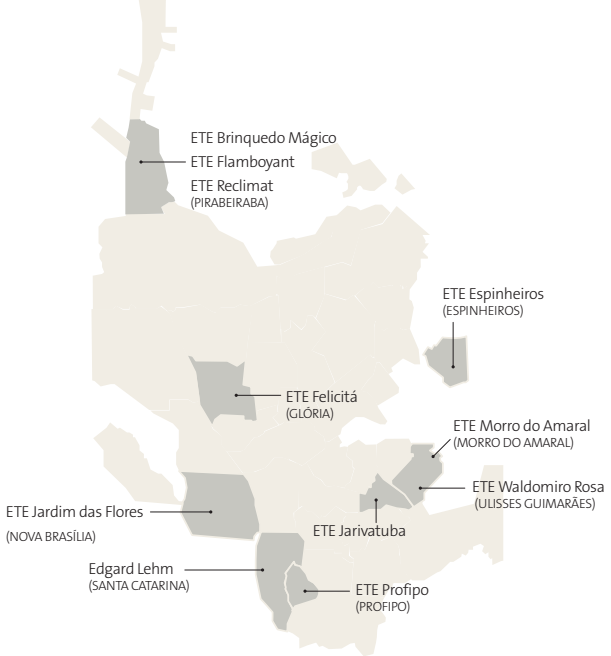 ETE Brinquedo Mágico
ETE Flamboyant
ETE Reclimat
(PIRABEIRABA)
ETE Espinheiros
(ESPINHEIROS)
ETE Felicitá
(GLÓRIA)
ETE Morro do Amaral
(MORRO DO AMARAL)
ETE Waldomiro Rosa
(ULISSES GUIMARÃES)
ETE Jardim das Flores
(NOVA BRASÍLIA)
ETE Jarivatuba
Edgard Lehm
(SANTA CATARINA)
ETE Profipo
(PROFIPO)